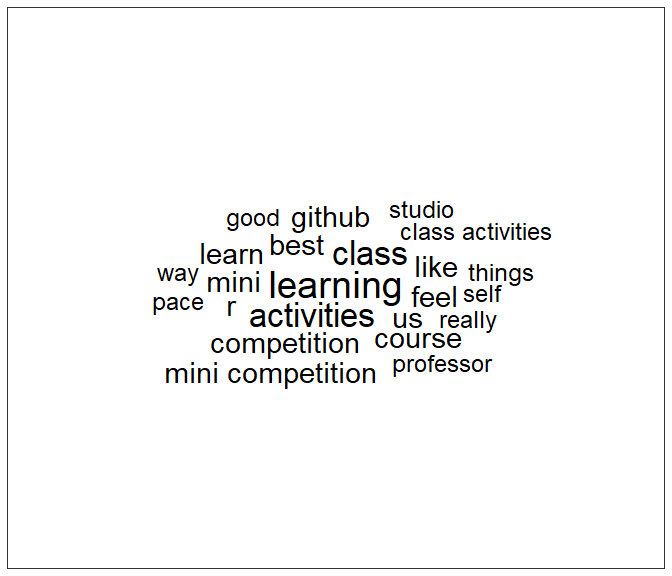 studio
good github
class activities
learn best class
like
way mini learning things
feel self
pace r activities us really
competition course
mini competition professor